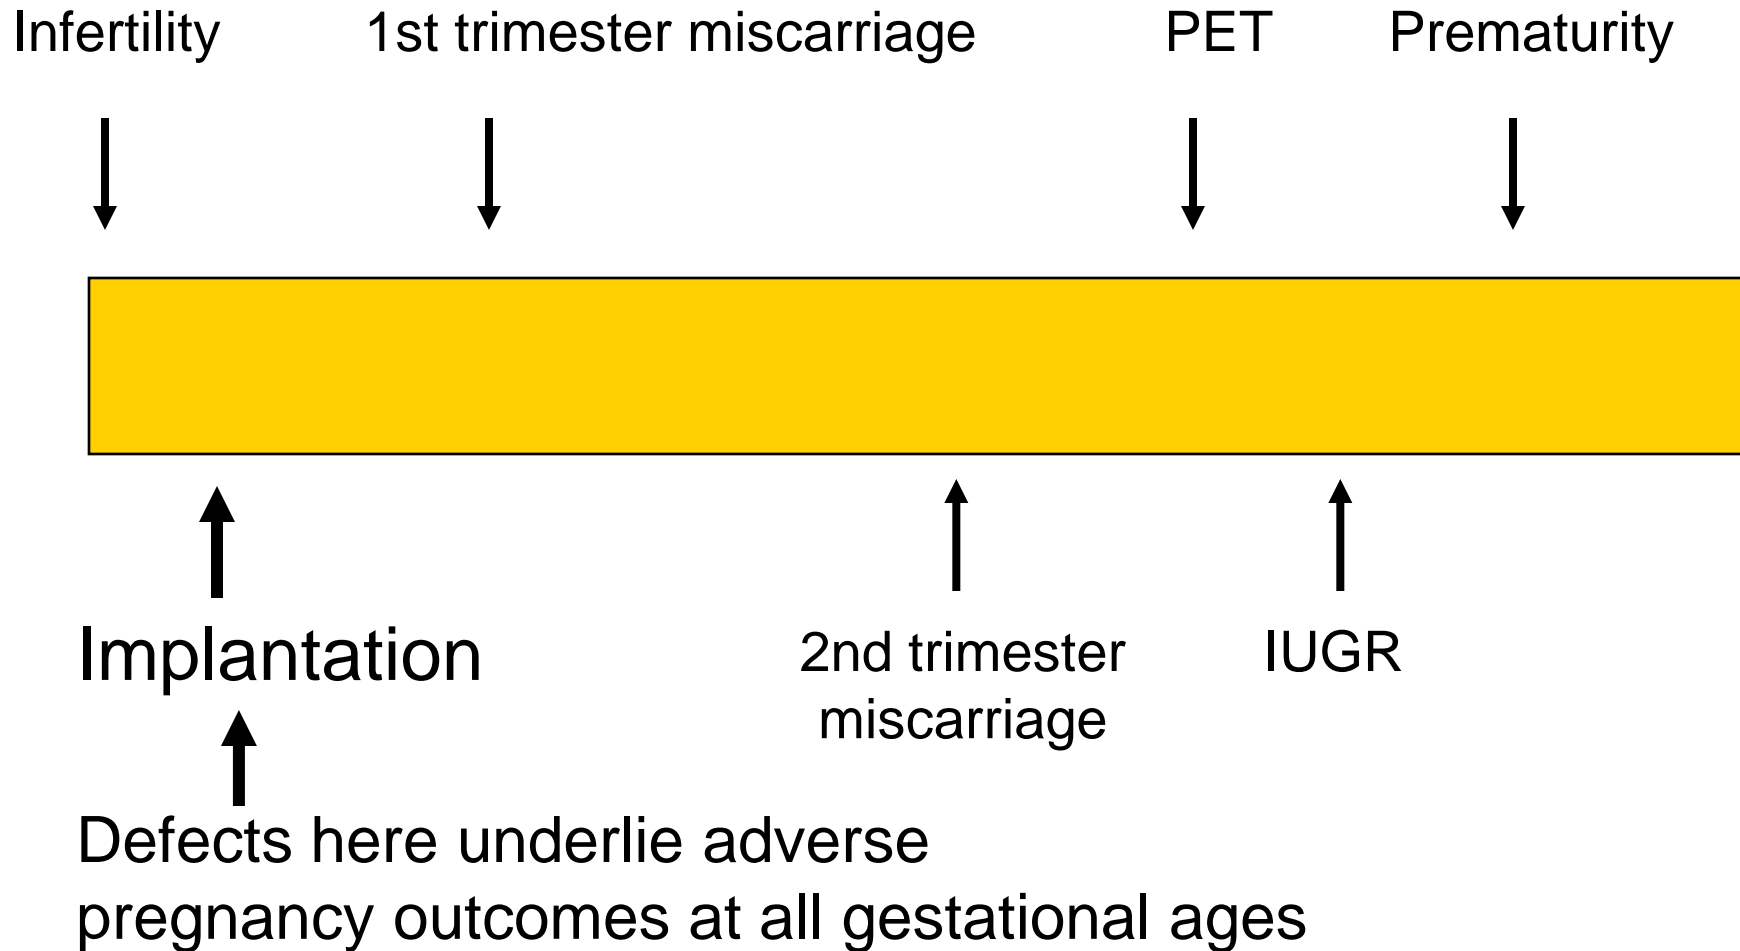 Infertility 1st trimester miscarriage PET Prematurity
Implantation 2nd trimester IUGR
miscarriage
Defects here underlie adverse
pregnancy outcomes at all gestational ages